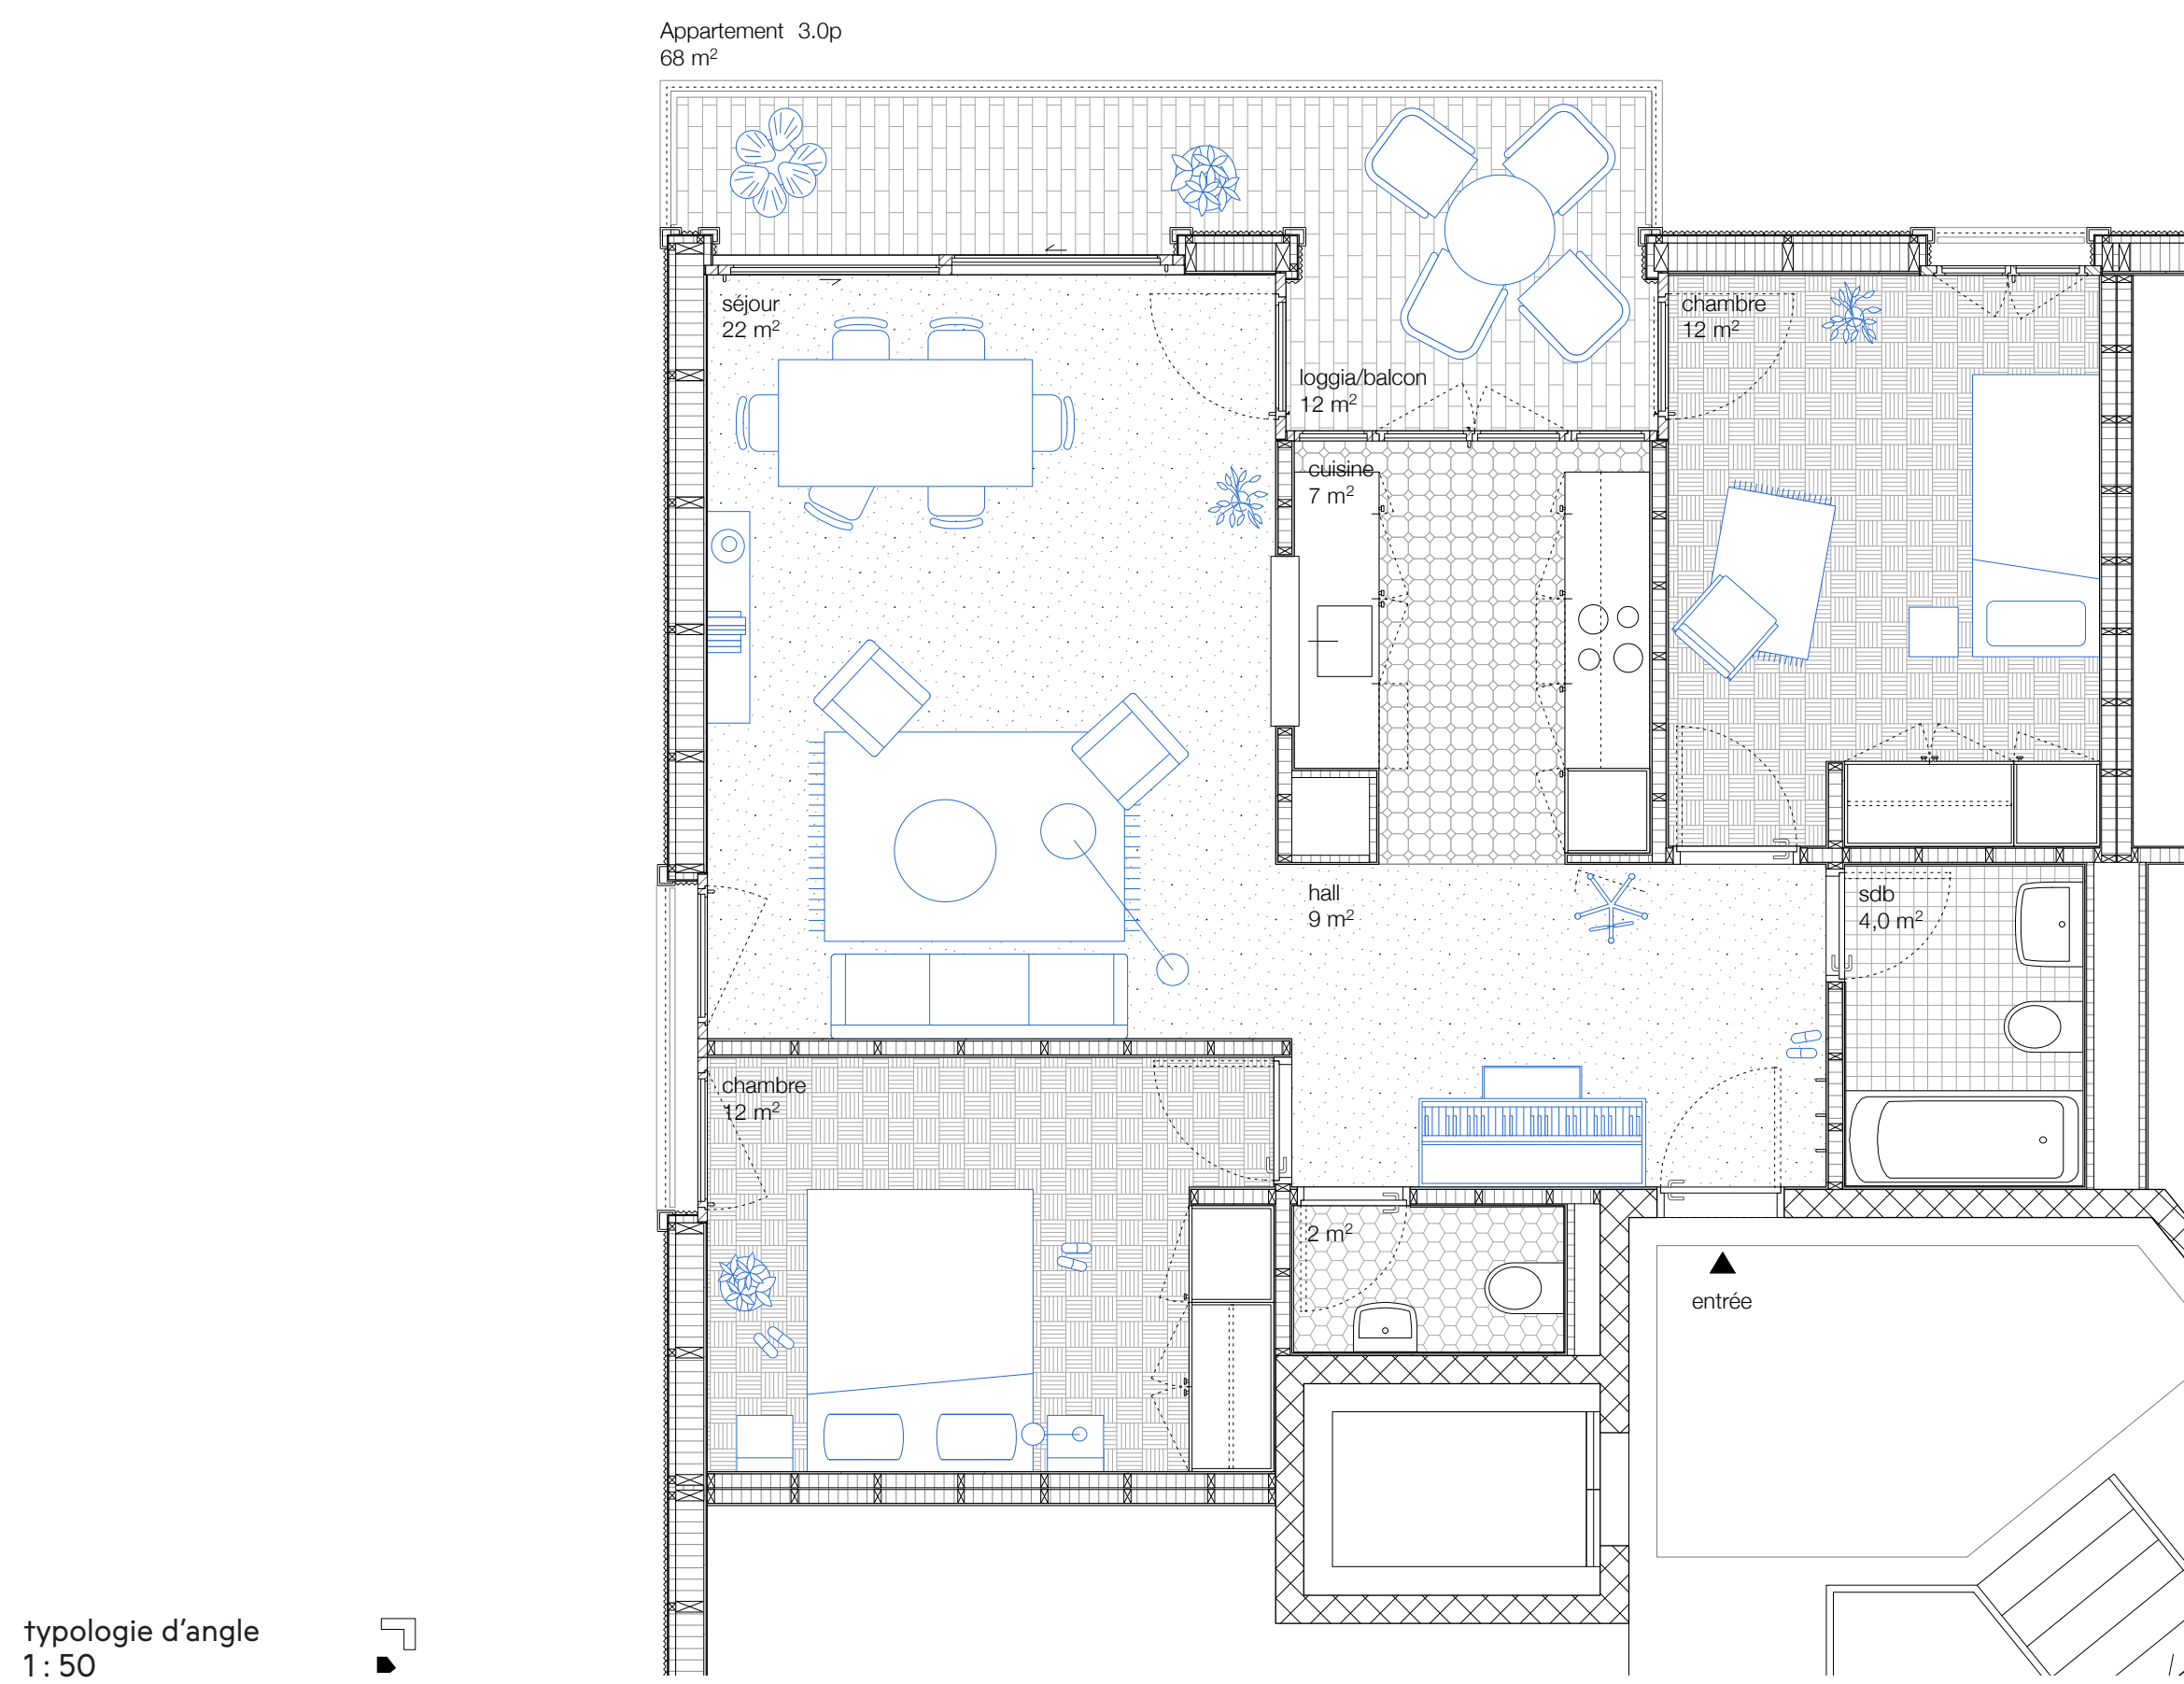 Appartement 3.0p
68 m²
séjour
22 m²
chambre
12 m²
loggia/balcon
12 m²
cuisine
7 m²
hall
9 m²
sdb
4,0 m²
chambre
12 m²
2 m²
entrée
typologie d'angle
1 : 50